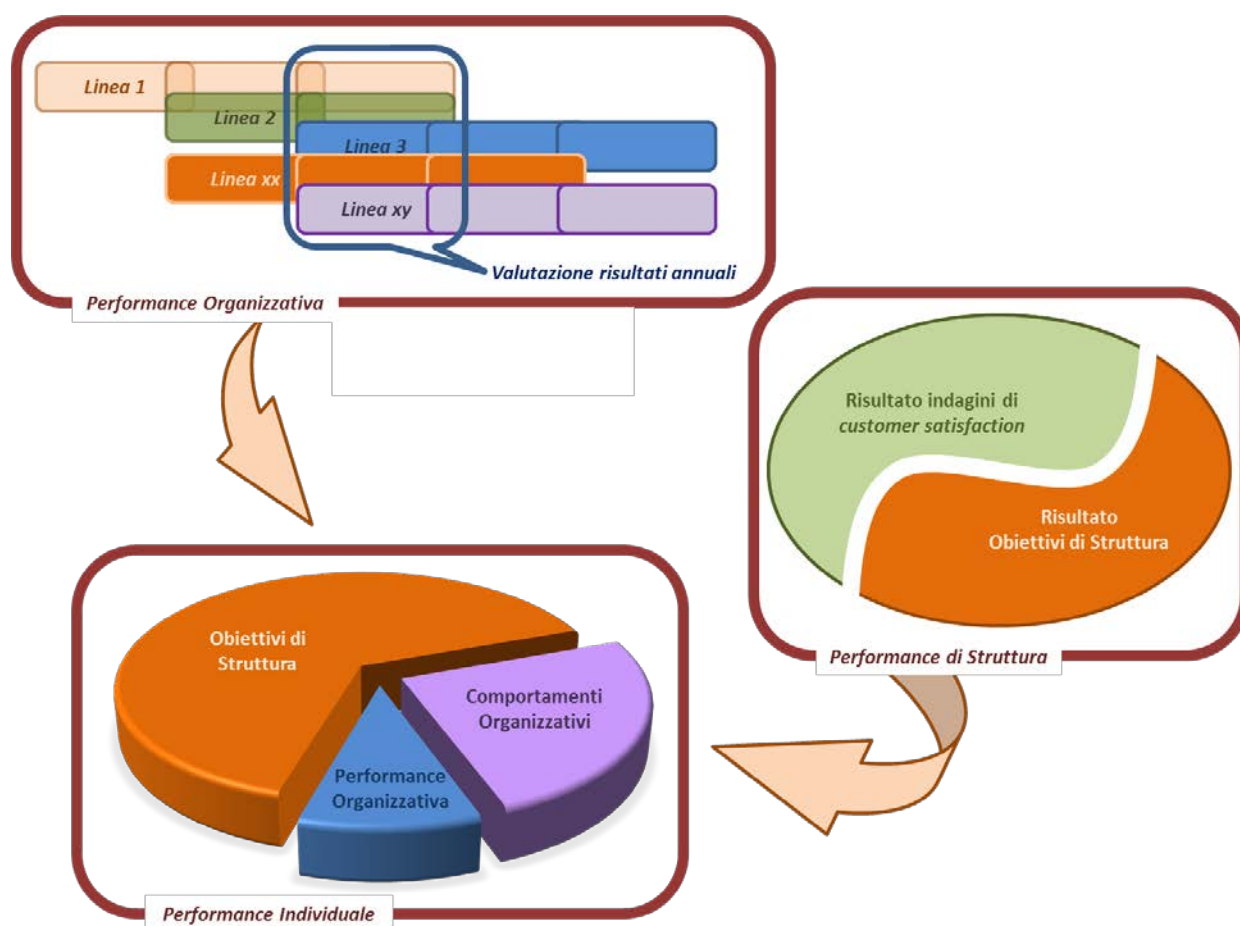 Linea 1
Linea 2
Linea 3
Linea xx
Linea xy
Valutazione risultati annuali
Performance Organizzativa
Risultato indagini di
customer satisfaction
Risultato
Obiettivi di Struttura
Performance di Struttura
Obiettivi di
Struttura
Comportamenti
Organizzativi
Performance
Organizzativa
Performance Individuale